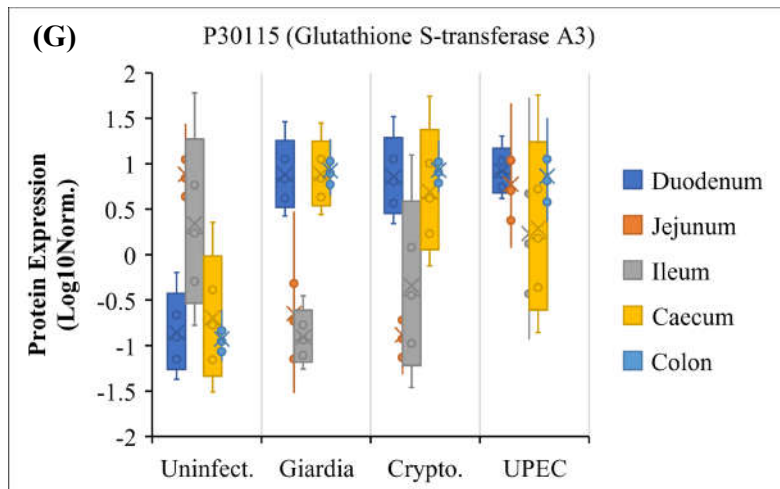 (G) P30115 (Glutathione S-transferase A3)
Protein Expression
(Log10Norm.)
2
1.5
1
0.5
0
-0.5
-1
-1.5
-2
Uninfect. Giardia Crypto. UPEC
Duodenum
Jejunum
Ileum
Caecum
Colon